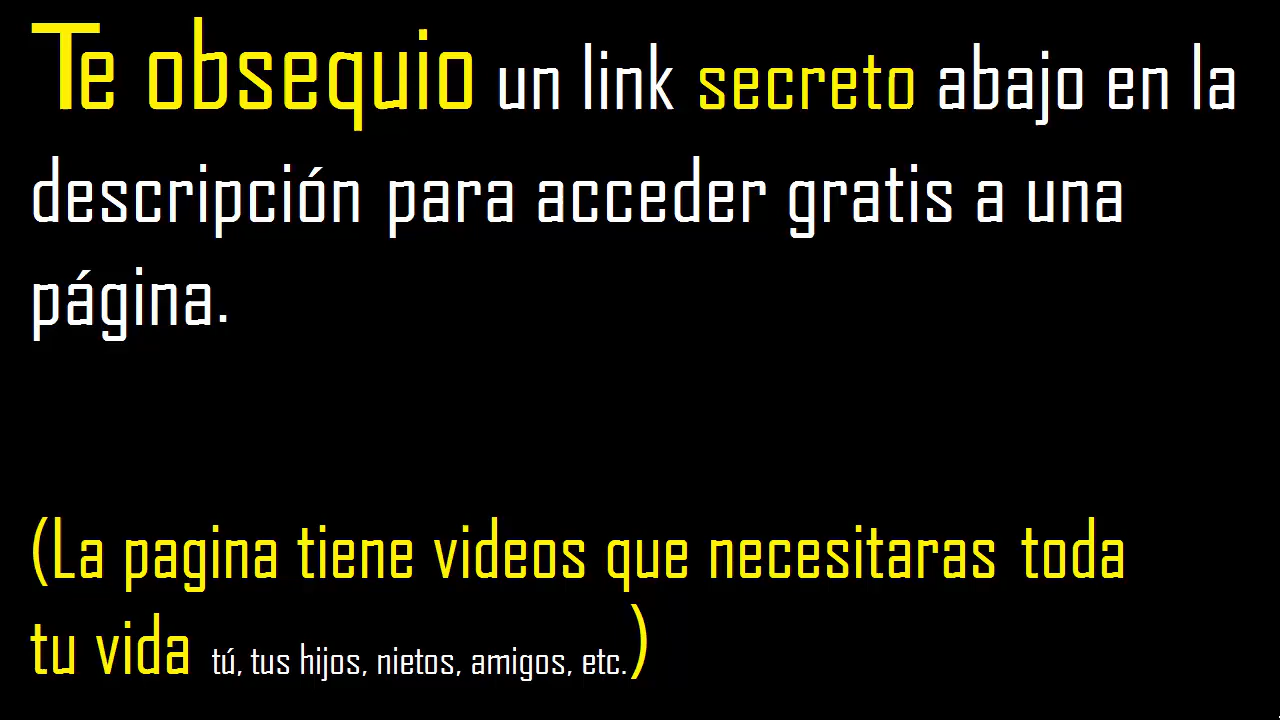 Te obsequio un link secreto abajo en la
descripción para acceder gratis a una
página.
(La pagina tiene videos que necesitaras toda
tu vida tú, tus hijos, nietos, amigos, etc.)